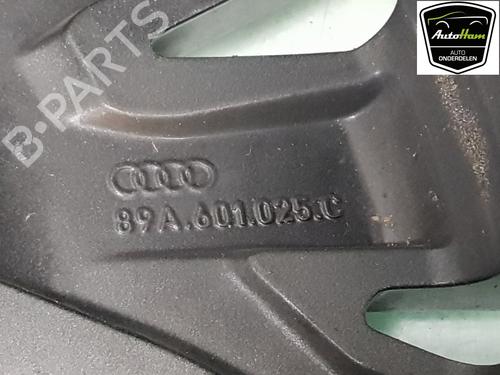 AutoHam
AUTO
ONDERDELEN
B-PARTS
89A.601.025.C